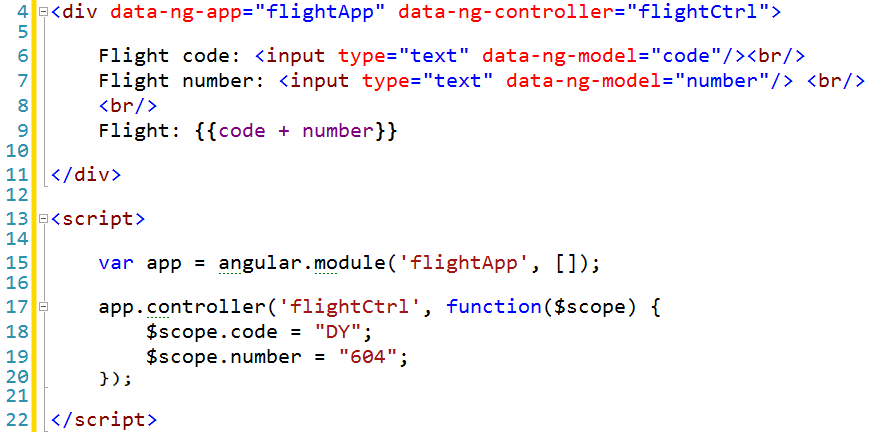 4 <div data-ng-app="flightApp" data-ng-controller="flightCtrl">
5
6     Flight code: <input type="text" data-ng-model="code"/><br/>
7     Flight number: <input type="text" data-ng-model="number"/> <br/>
8     <br/>
9     Flight: {{code + number}}
10
11 </div>
12
13 <script>
14
15     var app = angular.module('flightApp', []);
16
17     app.controller('flightCtrl', function($scope) {
18         $scope.code = "DY";
19         $scope.number = "604";
20     });
21
22 </script>